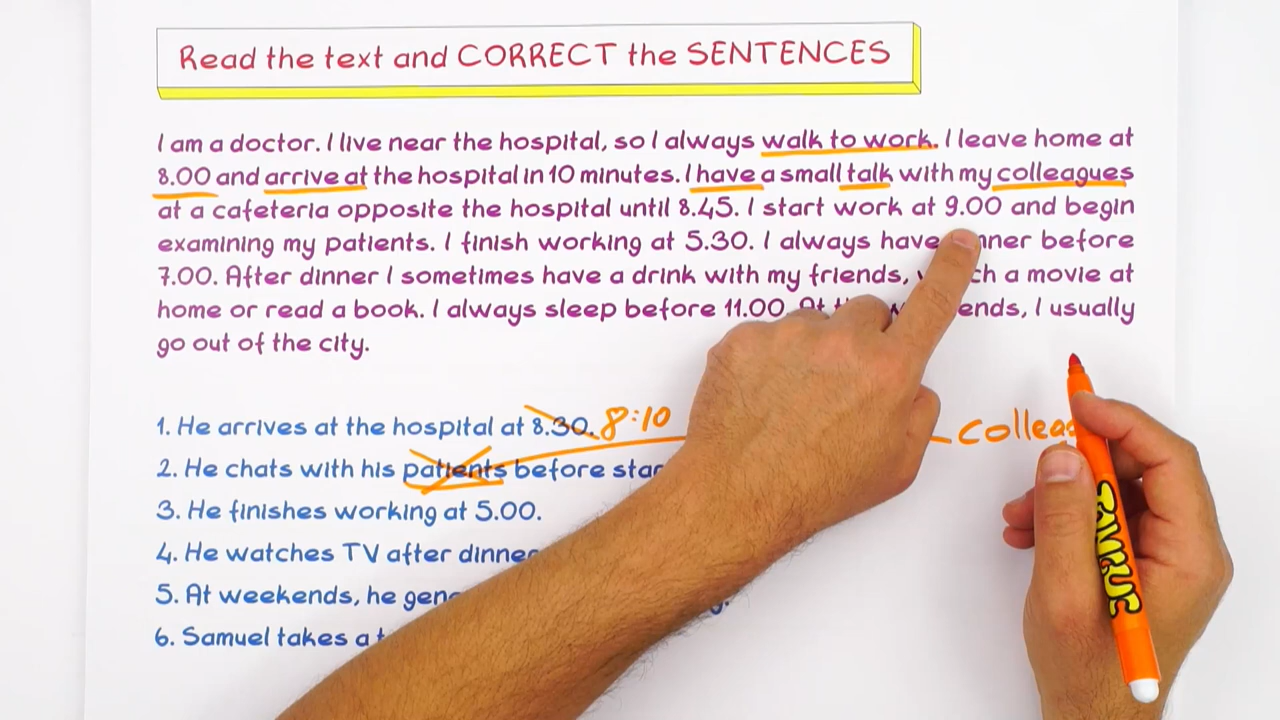 Read the text and CORRECT the SENTENCES
I am a doctor. I live near the hospital, so I always walk to work. I leave home at
8.00 and arrive at the hospital in 10 minutes. I have a small talk with my colleagues
at a cafeteria opposite the hospital until 8.45. I start work at 9.00 and begin
examining my patients. I finish working at 5.30. I always have before
7.00. After dinner I sometimes have a drink with my friends, a movie at
home or read a book. I always sleep before 11.00. I usually
go out of the city.
1. He arrives at the hospital at 8.30. 8:10
2. He chats with his patients before
3. He finishes working at 5.00.
4. He watches TV after
5. At weekends, he
6. Samuel takes a
TANBUE